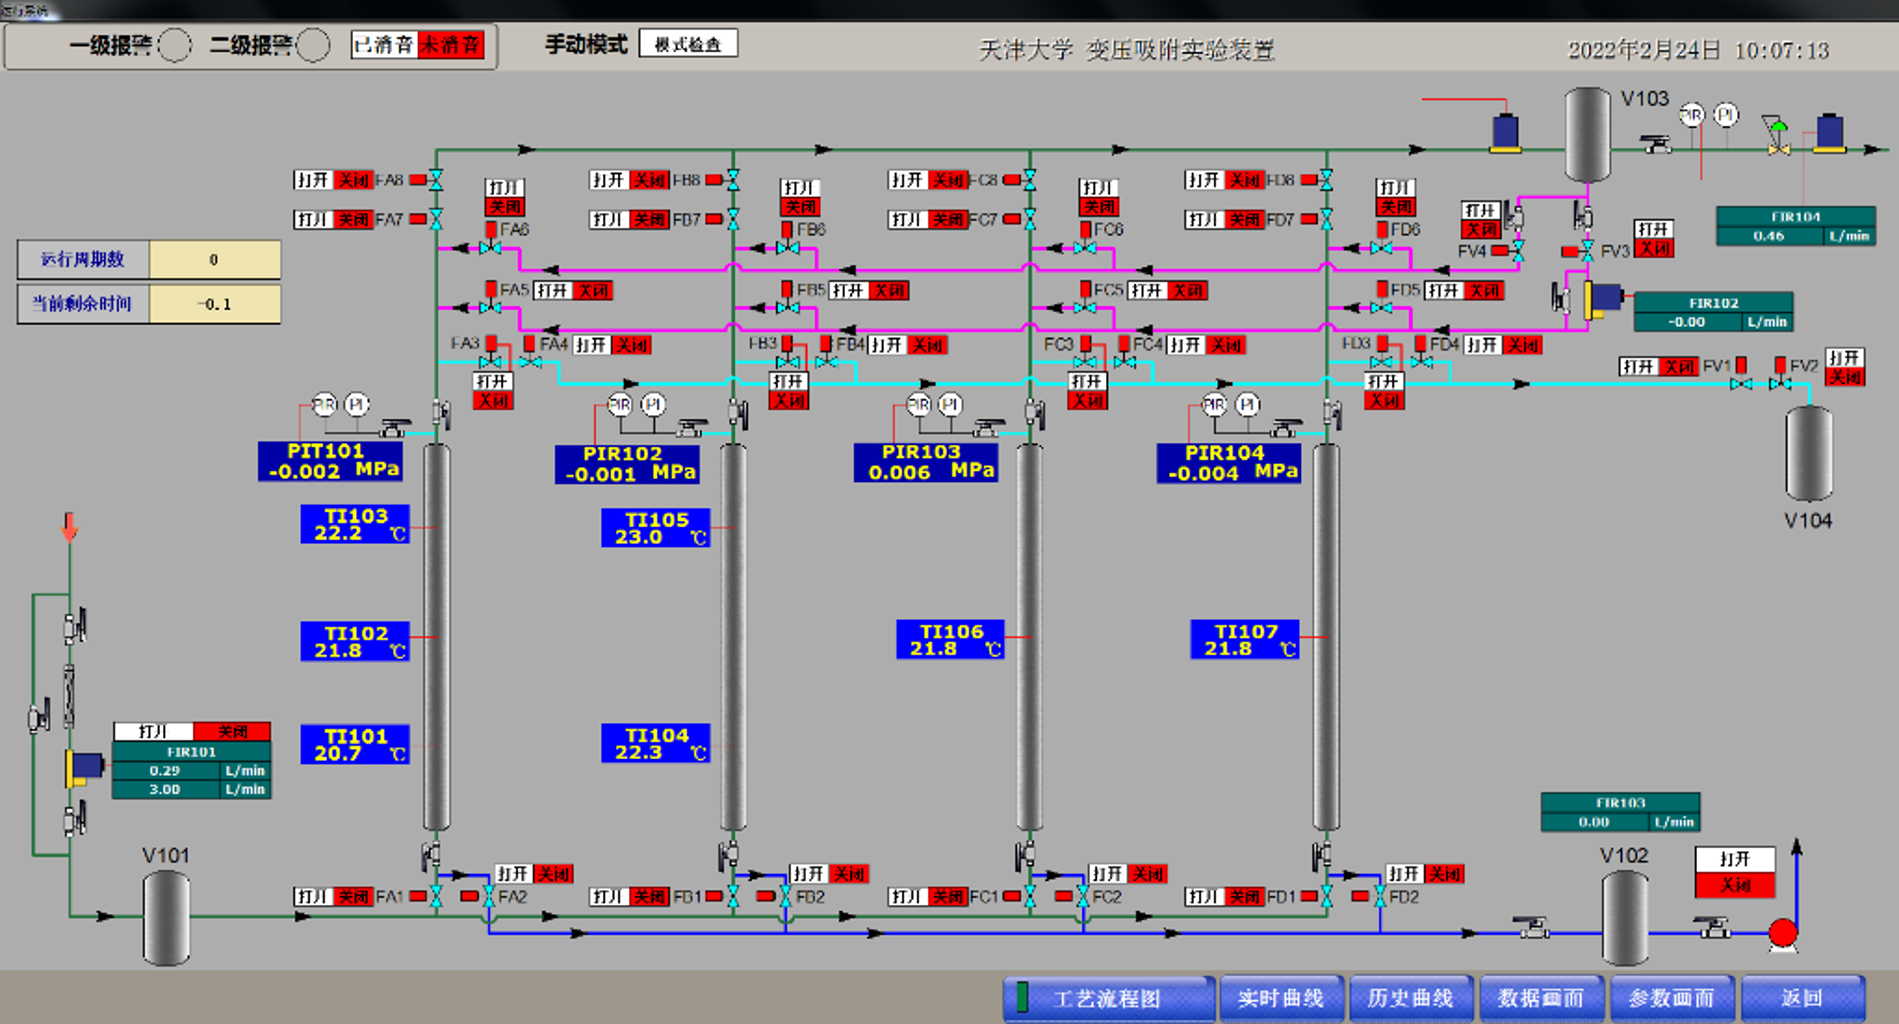 运行系统
一级报警 二级报警 已消音 未消音 手动模式 模式检查 天津大学 变压吸附实验装置 2022年2月24日 10:07:13
V103 PIR PI
打开 关闭 FA8 打开 关闭 FB8 打开 关闭 FC8 打开 关闭 FD8
打开 关闭 打开 关闭 打开 关闭 打开 关闭
打开 关闭 FA7 打开 关闭 FB7 打开 关闭 FC7 打开 关闭 FD7
FA6 FB6 FC6 FD6
打开 关闭 FV4 FV3 打开 关闭
FIR104
0.46 L/min
运行周期数 0
当前剩余时间 -0.1
FA5 打开 关闭 FB5 打开 关闭 FC5 打开 关闭 FD5 打开 关闭
FIR102
-0.00 L/min
FA3 FA4 打开 关闭 FB3 FB4 打开 关闭 FC3 FC4 打开 关闭 FD3 FD4 打开 关闭
打开 关闭 FV1 FV2 打开 关闭
打开 关闭 打开 关闭 打开 关闭 打开 关闭
PIR PI PIR PI PIR PI PIR PI
PIT101 PIR102 PIR103 PIR104
-0.002 MPa -0.001 MPa 0.006 MPa -0.004 MPa
V104
TI103 TI105
22.2 ℃ 23.0 ℃
TI102 TI106 TI107
21.8 ℃ 21.8 ℃ 21.8 ℃
打开 关闭
FIR101
0.29 L/min
3.00 L/min
TI101 TI104
20.7 ℃ 22.3 ℃
FIR103
0.00 L/min
V101 V102
打开 关闭
打开 关闭 打开 关闭 打开 关闭 打开 关闭
打开 关闭 FA1 FA2 打开 关闭 FB1 FB2 打开 关闭 FC1 FC2 打开 关闭 FD1 FD2
工艺流程图 实时曲线 历史曲线 数据画面 参数画面 返回